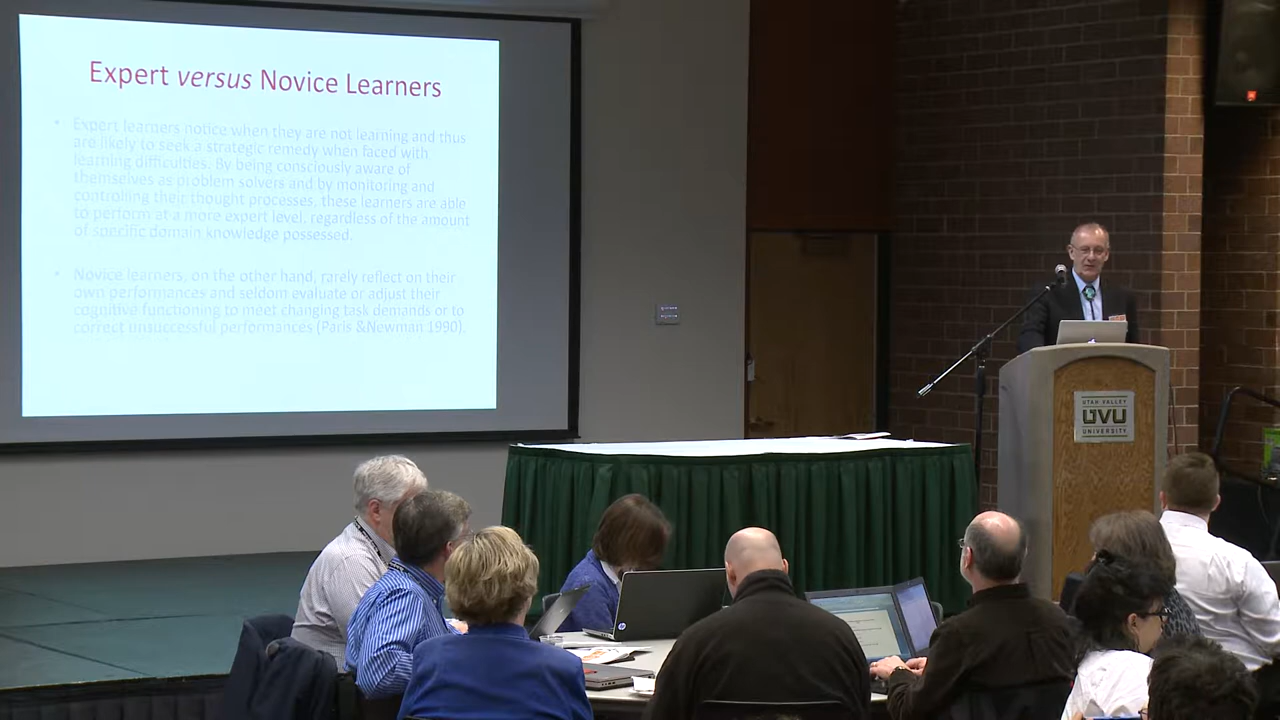 Expert versus Novice Learners
• Expert learners notice when they are not learning and thus
are likely to seek a strategic remedy when faced with
learning difficulties. By being consciously aware of
themselves as problem solvers and by monitoring and
controlling their thought processes, these learners are able
to perform at a more expert level, regardless of the amount
of specific domain knowledge possessed.
• Novice learners, on the other hand, rarely reflect on their
own performances and seldom evaluate or adjust their
cognitive functioning to meet changing task demands or to
correct unsuccessful performances (Paris &Newman 1990).
UTAH VALLEY
UVU
UNIVERSITY
hp